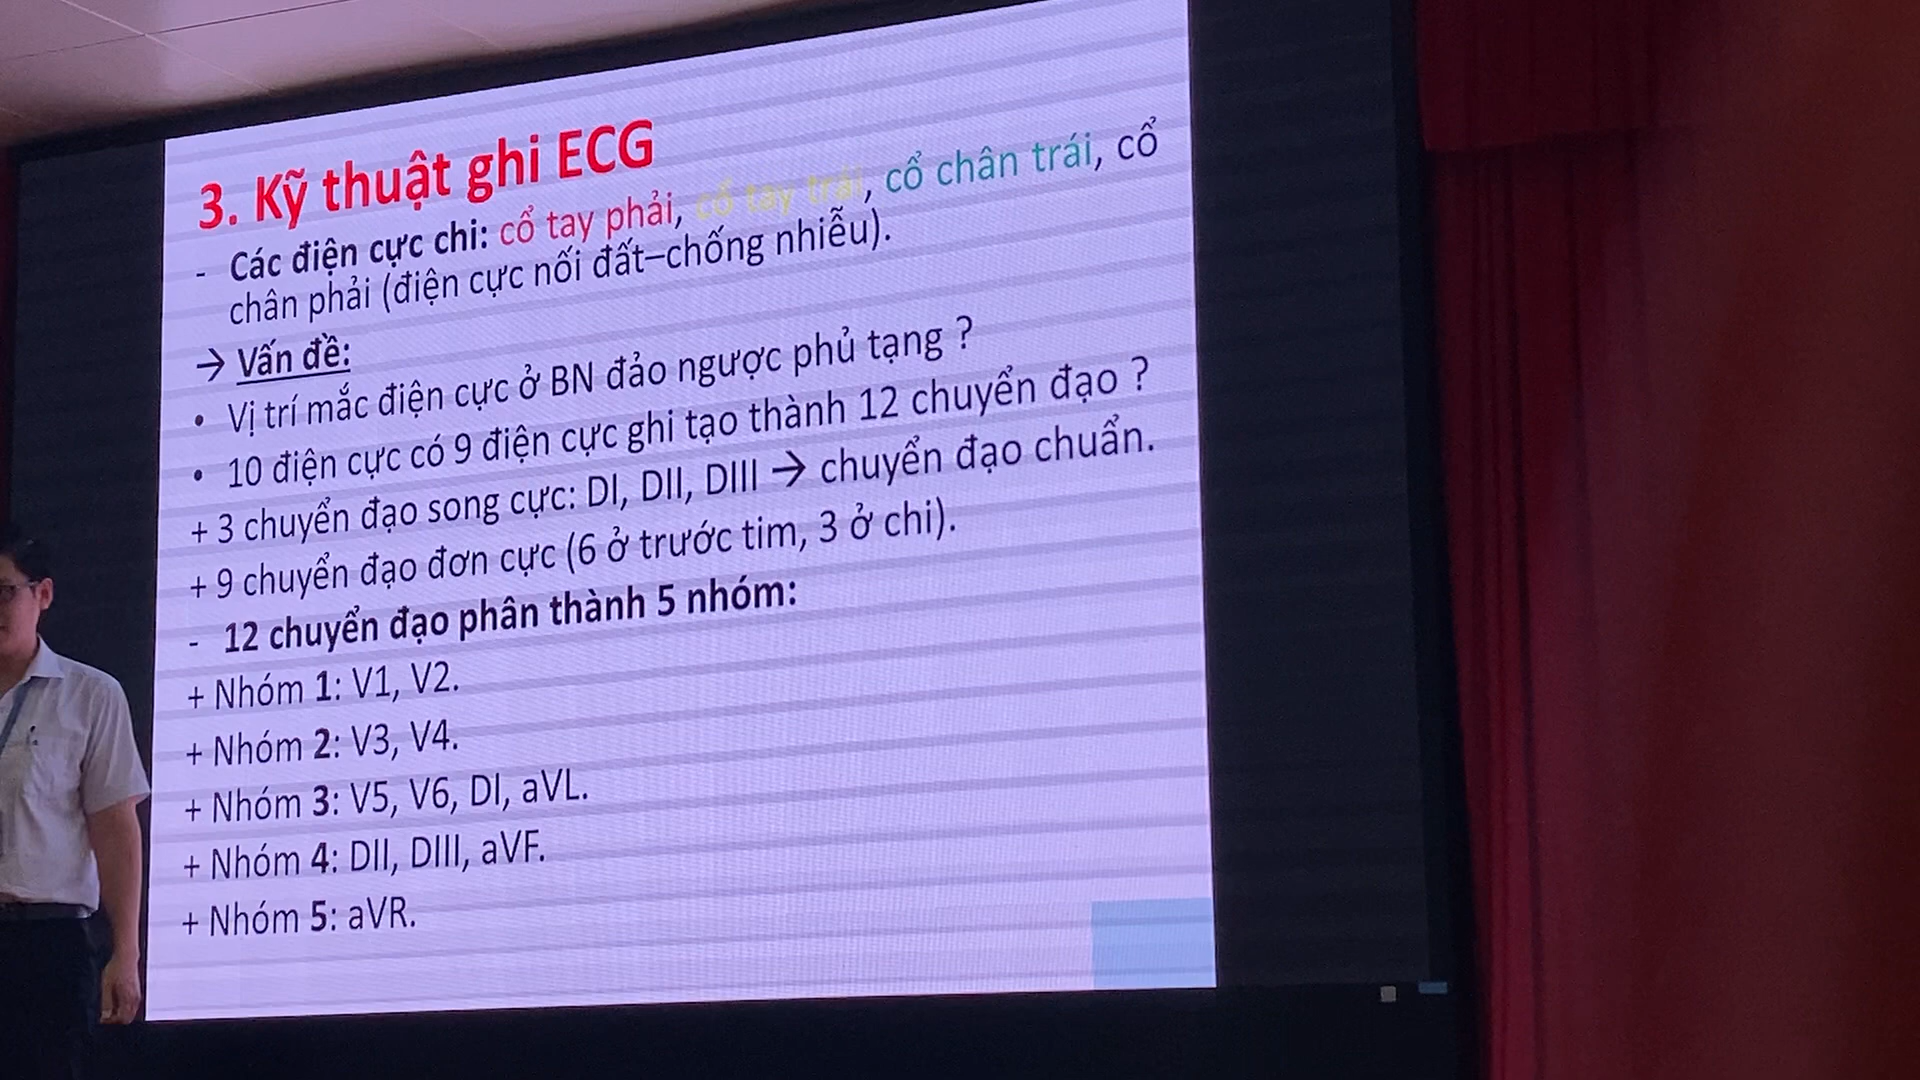 3. Kỹ thuật ghi ECG
- Các điện cực chi: cổ tay phải, cổ tay trái, cổ chân trái, cổ
chân phải (điện cực nối đất–chống nhiễu).
→ Vấn đề:
• Vị trí mắc điện cực ở BN đảo ngược phủ tạng ?
• 10 điện cực có 9 điện cực ghi tạo thành 12 chuyển đạo ?
+ 3 chuyển đạo song cực: DI, DII, DIII → chuyển đạo chuẩn.
+ 9 chuyển đạo đơn cực (6 ở trước tim, 3 ở chi).
- 12 chuyển đạo phân thành 5 nhóm:
+ Nhóm 1: V1, V2.
+ Nhóm 2: V3, V4.
+ Nhóm 3: V5, V6, DI, aVL.
+ Nhóm 4: DII, DIII, aVF.
+ Nhóm 5: aVR.